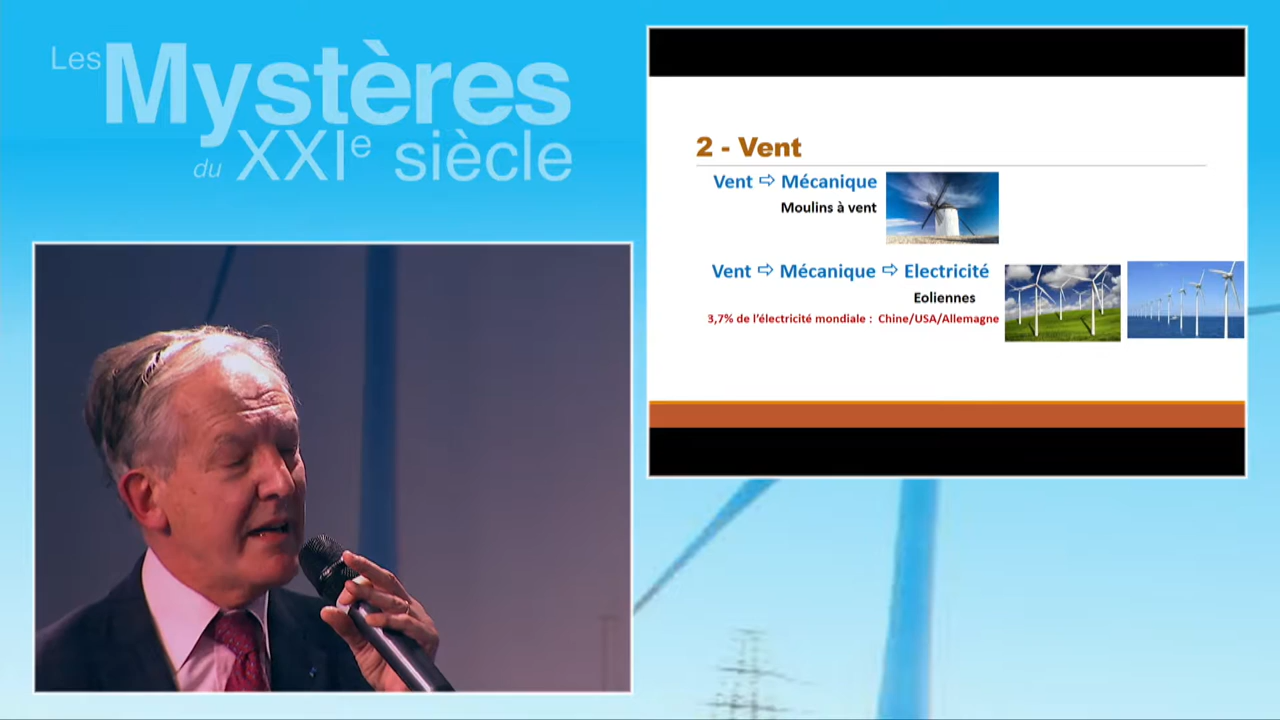 Les Mystères
du XXIe siècle
2 - Vent
Vent ⇨ Mécanique
Moulins à vent
Vent ⇨ Mécanique ⇨ Electricité
Eoliennes
3,7% de l'électricité mondiale : Chine/USA/Allemagne